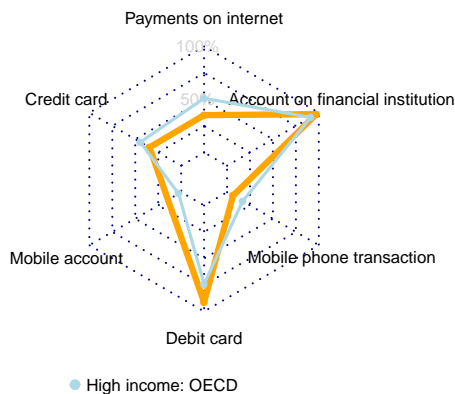 Payments on internet
100%
Credit card
50%
Account on financial institution
Mobile account
Mobile phone transaction
Debit card
High income: OECD